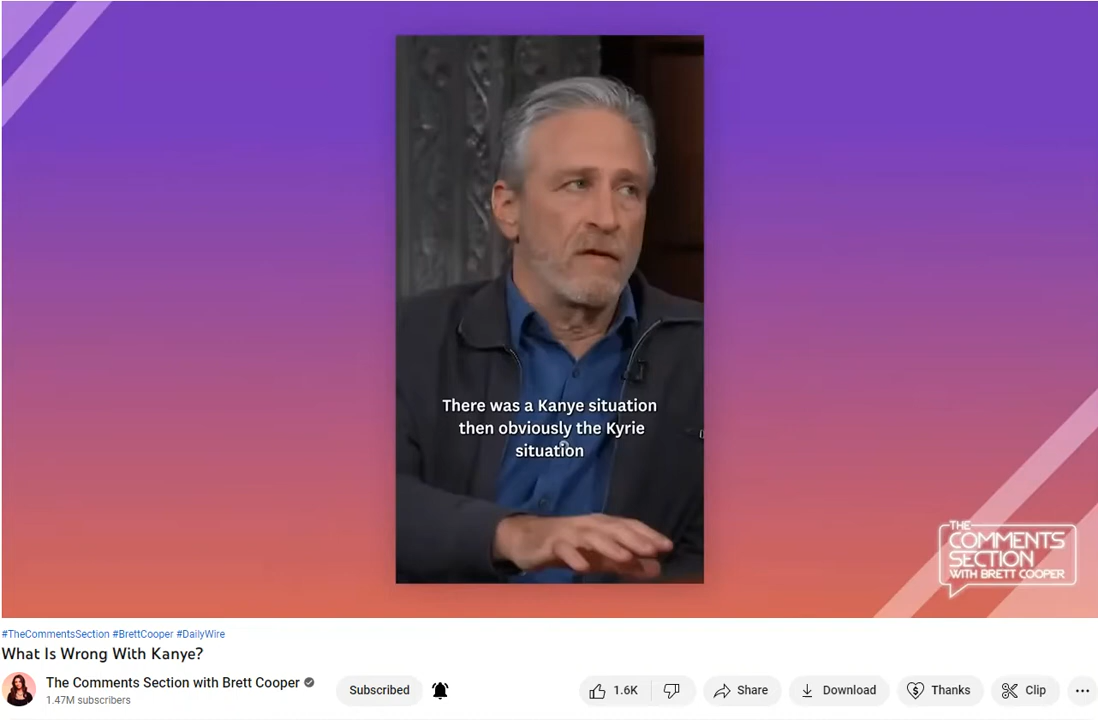 There was a Kanye situation
then obviously the Kyrie
situation
THE
COMMENTS
SECTION
WITH BRETT COOPER
#TheCommentsSection #BrettCooper #DailyWire
What Is Wrong With Kanye?
The Comments Section with Brett Cooper
1.47M subscribers
Subscribed
1.6K
Share
Download
Thanks
Clip